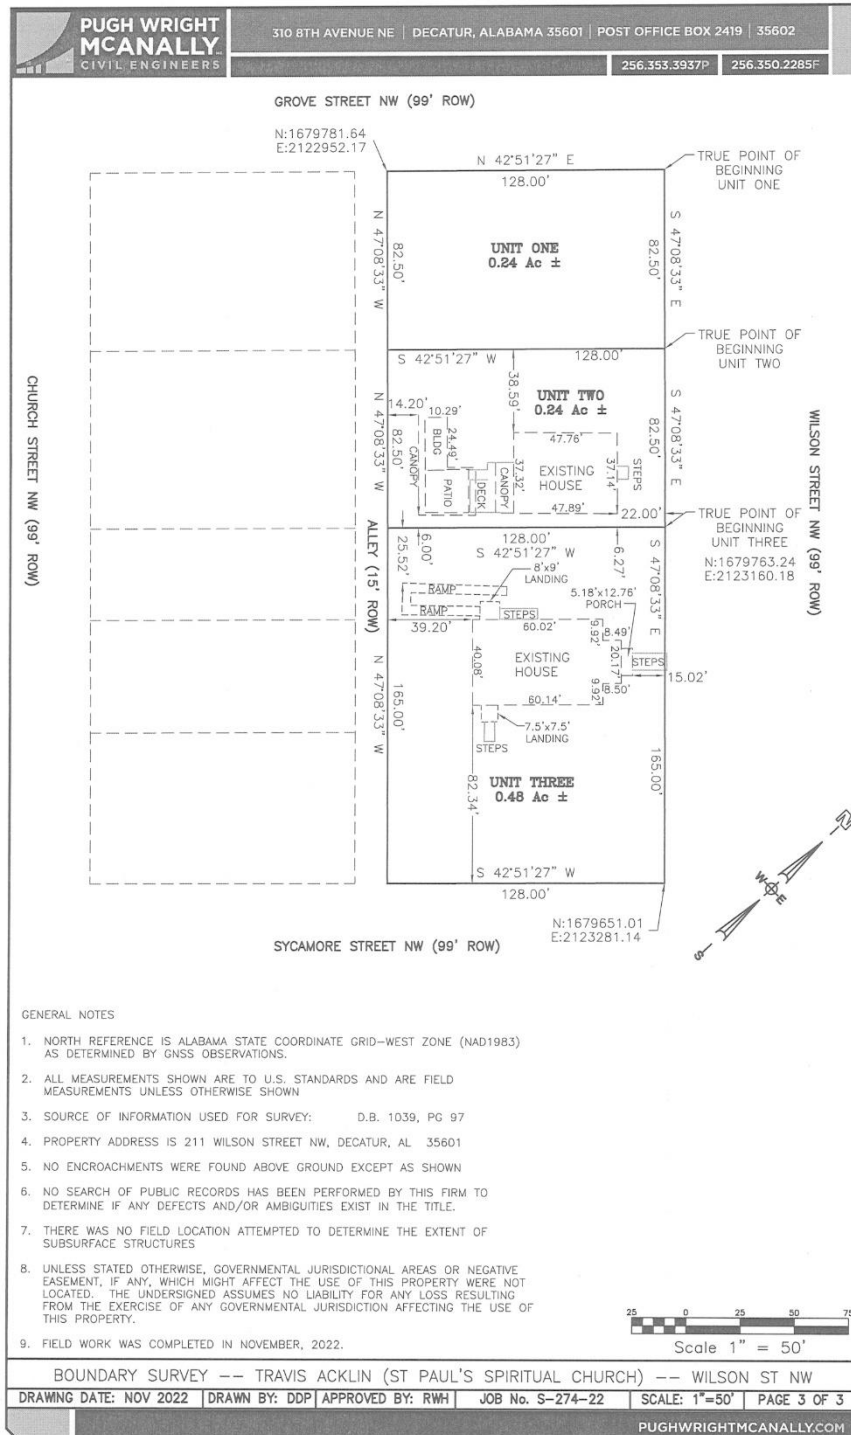 PUGH WRIGHT
MCANALLY
CIVIL ENGINEERS
310 8TH AVENUE NE | DECATUR, ALABAMA 35601 | POST OFFICE BOX 2419 | 35602
256.353.3937P 256.350.2285F
GROVE STREET NW (99' ROW)
N:1679781.64
E:2122952.17
N 42°51'27" E
128.00'
TRUE POINT OF
BEGINNING
UNIT ONE
N 47°08'33" W
82.50'
UNIT ONE
0.24 Ac ±
82.50'
S 47°08'33" E
S 42°51'27" W
128.00'
TRUE POINT OF
BEGINNING
UNIT TWO
CHURCH STREET NW (99' ROW)
N 47°08'33" W
82.50'
14.20'
10.29'
BLDG
24.49'
CANOPY
PATIO
DECK
CANOPY
38.59'
UNIT TWO
0.24 Ac ±
47.76'
37.32'
EXISTING
HOUSE
37.14'
STEPS
47.89'
22.00'
82.50'
S 47°08'33" E
WILSON STREET NW (99' ROW)
TRUE POINT OF
BEGINNING
UNIT THREE
N:1679763.24
E:2123160.18
ALLEY (15' ROW)
25.52'
6.00'
128.00'
S 42°51'27" W
6.27'
8'x9'
LANDING
5.18'x12.76'
PORCH
S 47°08'33" E
RAMP
RAMP
STEPS
39.20'
60.02'
9.92'
8.49'
40.08'
EXISTING
HOUSE
20.17'
STEPS
15.02'
9.92'
8.50'
60.14'
7.5'x7.5'
LANDING
STEPS
N 47°08'33" W
165.00'
165.00'
82.34'
UNIT THREE
0.48 Ac ±
S 42°51'27" W
128.00'
N:1679651.01
E:2123281.14
SYCAMORE STREET NW (99' ROW)
N
W
E
S
GENERAL NOTES
1. NORTH REFERENCE IS ALABAMA STATE COORDINATE GRID-WEST ZONE (NAD1983)
AS DETERMINED BY GNSS OBSERVATIONS.
2. ALL MEASUREMENTS SHOWN ARE TO U.S. STANDARDS AND ARE FIELD
MEASUREMENTS UNLESS OTHERWISE SHOWN
3. SOURCE OF INFORMATION USED FOR SURVEY: D.B. 1039, PG 97
4. PROPERTY ADDRESS IS 211 WILSON STREET NW, DECATUR, AL 35601
5. NO ENCROACHMENTS WERE FOUND ABOVE GROUND EXCEPT AS SHOWN
6. NO SEARCH OF PUBLIC RECORDS HAS BEEN PERFORMED BY THIS FIRM TO
DETERMINE IF ANY DEFECTS AND/OR AMBIGUITIES EXIST IN THE TITLE.
7. THERE WAS NO FIELD LOCATION ATTEMPTED TO DETERMINE THE EXTENT OF
SUBSURFACE STRUCTURES
8. UNLESS STATED OTHERWISE, GOVERNMENTAL JURISDICTIONAL AREAS OR NEGATIVE
EASEMENT, IF ANY, WHICH MIGHT AFFECT THE USE OF THIS PROPERTY WERE NOT
LOCATED. THE UNDERSIGNED ASSUMES NO LIABILITY FOR ANY LOSS RESULTING
FROM THE EXERCISE OF ANY GOVERNMENTAL JURISDICTION AFFECTING THE USE OF
THIS PROPERTY.
9. FIELD WORK WAS COMPLETED IN NOVEMBER, 2022.
25 0 25 50 75
Scale 1" = 50'
BOUNDARY SURVEY -- TRAVIS ACKLIN (ST PAUL'S SPIRITUAL CHURCH) -- WILSON ST NW
DRAWING DATE: NOV 2022 DRAWN BY: DDP APPROVED BY: RWH JOB No. S-274-22 SCALE: 1"=50' PAGE 3 OF 3
PUGHWRIGHTMCANALLY.COM